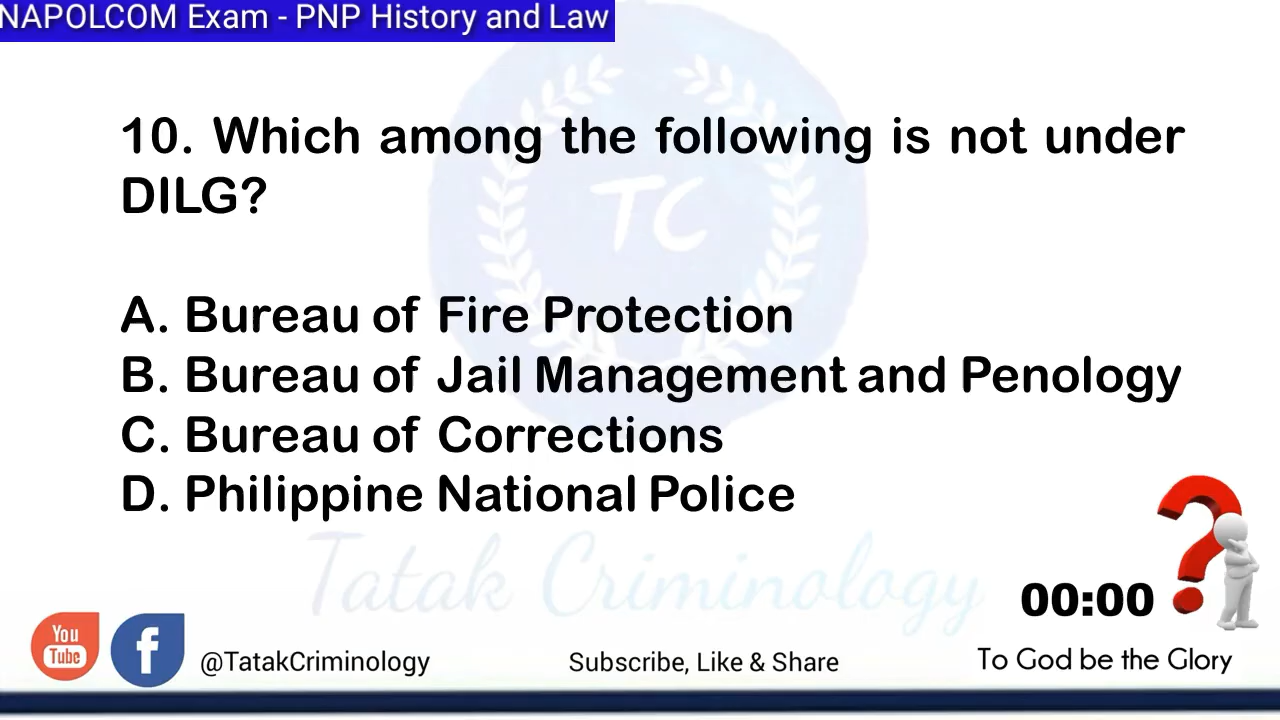 NAPOLCOM Exam - PNP History and Law
10. Which among the following is not under
DILG?
TC
A. Bureau of Fire Protection
B. Bureau of Jail Management and Penology
C. Bureau of Corrections
D. Philippine National Police
Tatak Criminology
00:00
You
Tube
f
@TatakCriminology
Subscribe, Like & Share
To God be the Glory